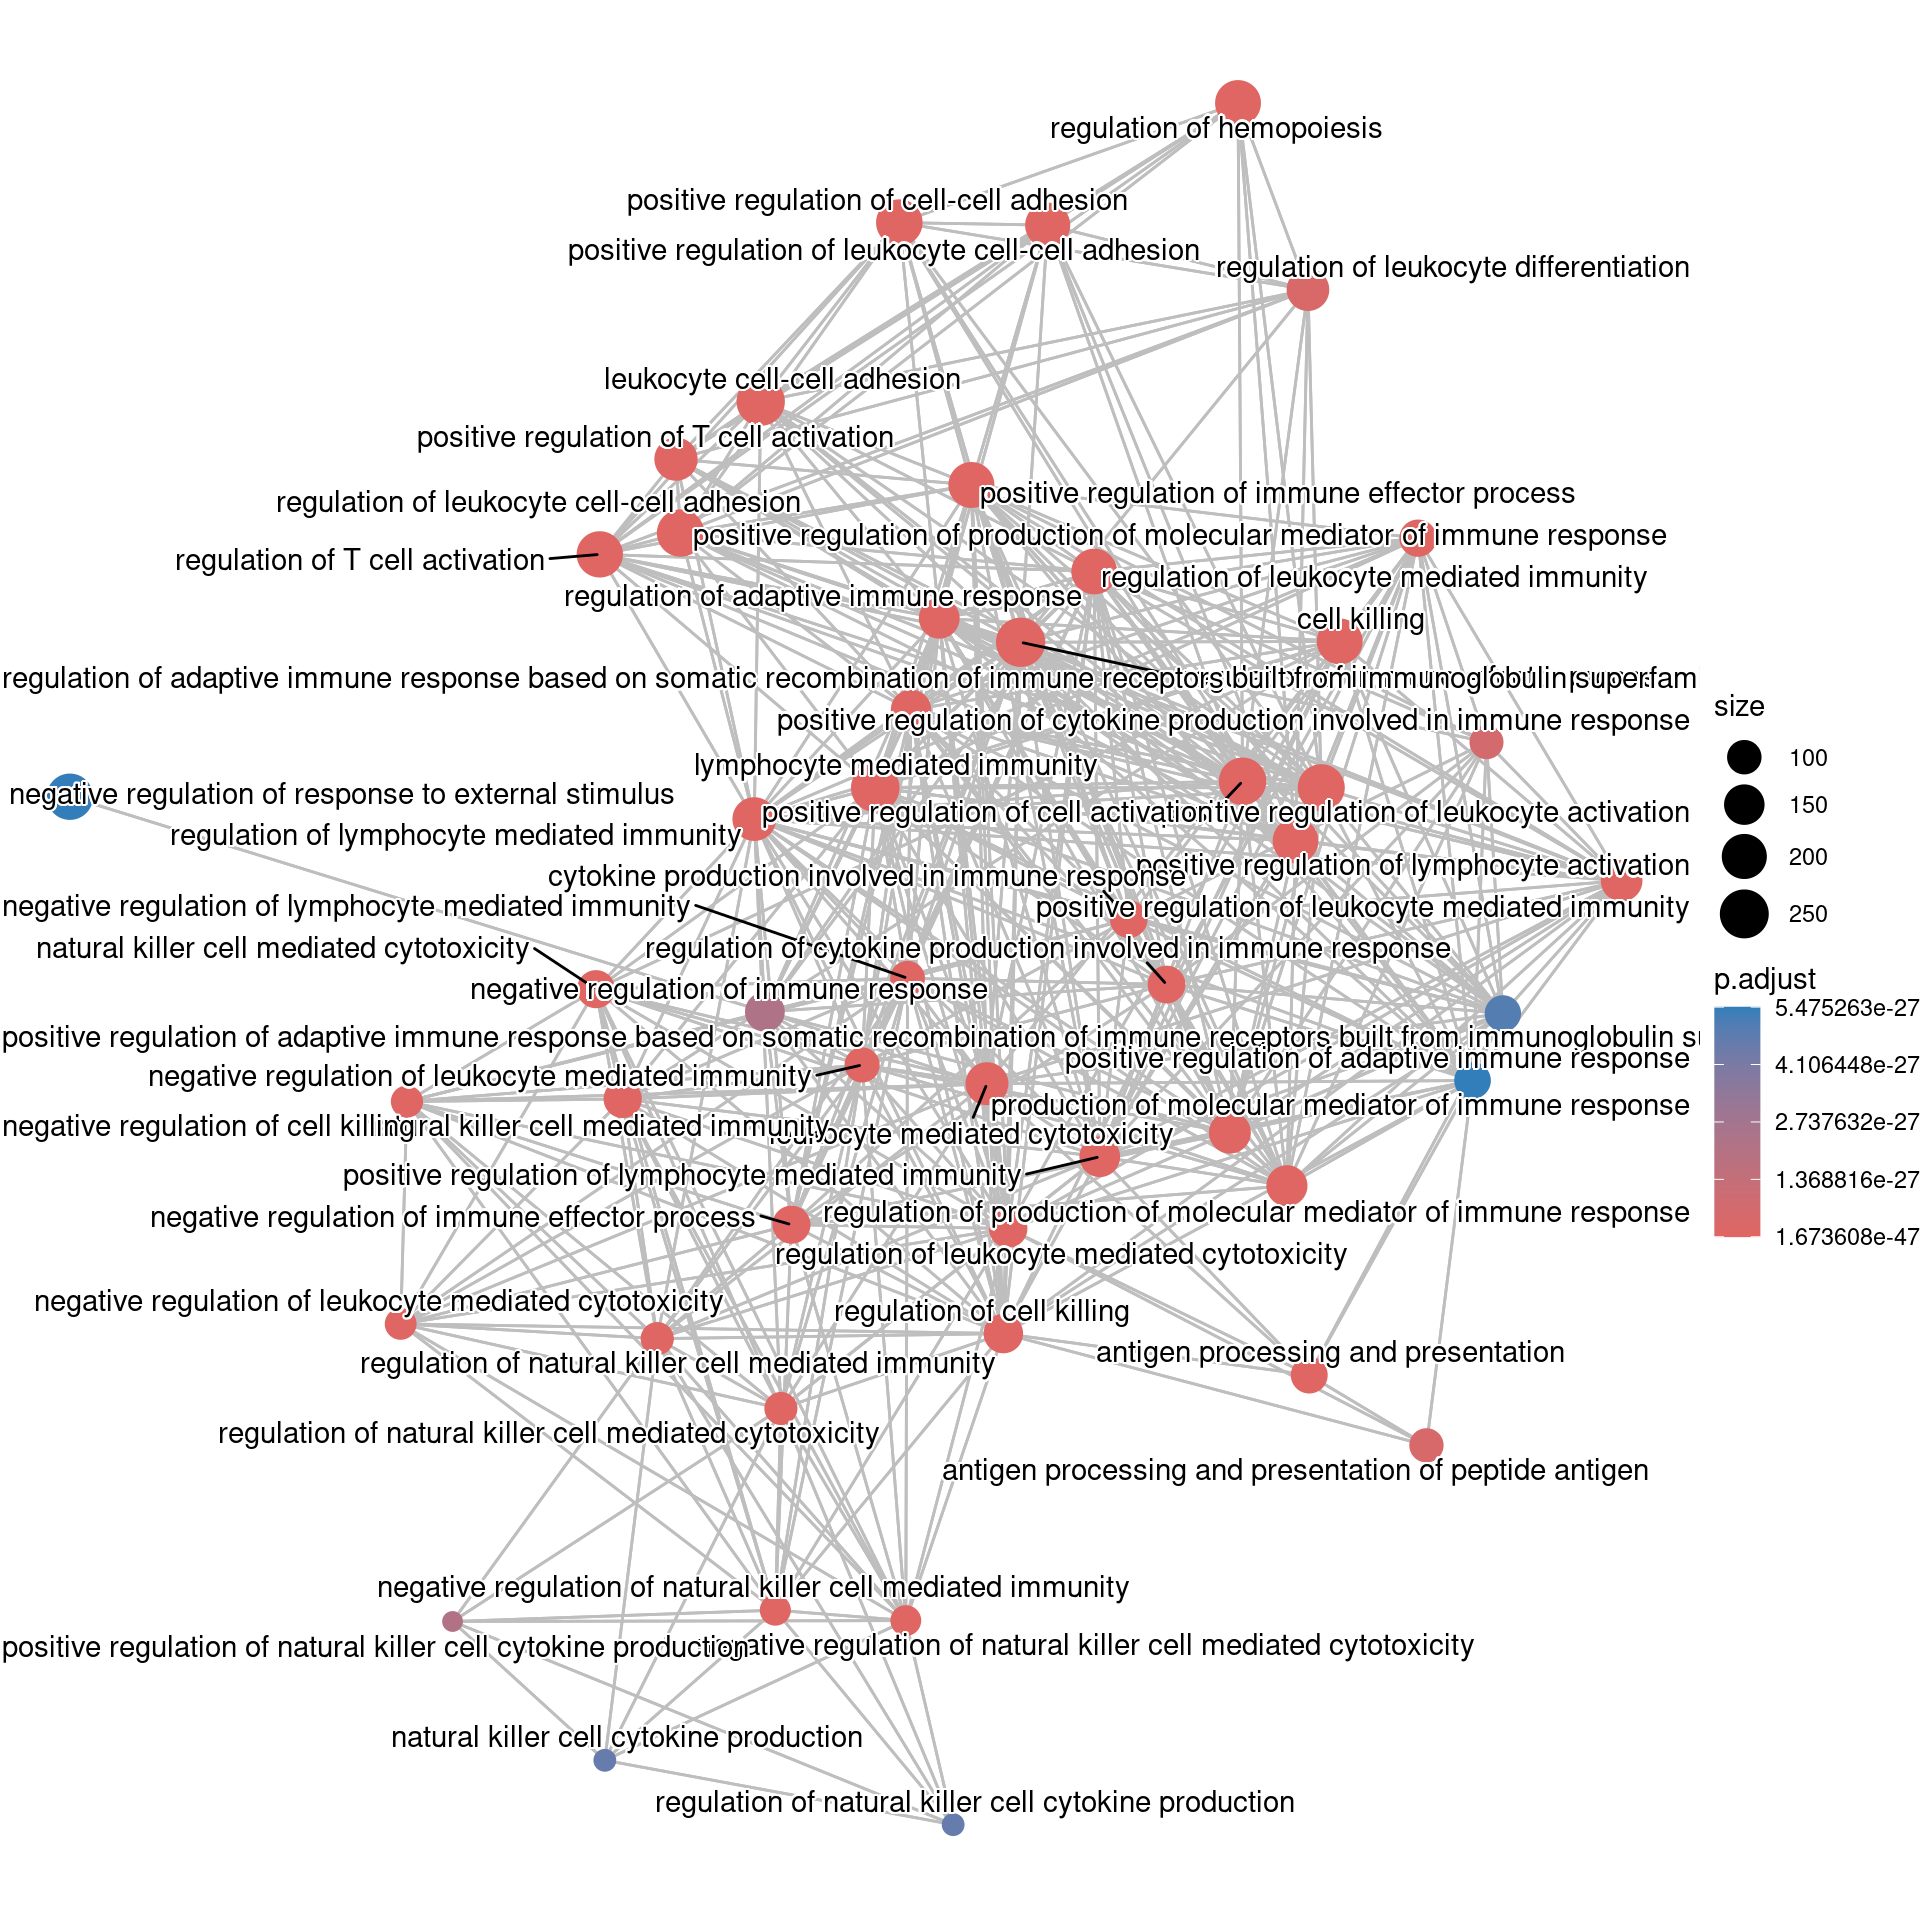 regulation of hemopoiesis
positive regulation of cell-cell adhesion
positive regulation of leukocyte cell-cell adhesion
regulation of leukocyte differentiation
leukocyte cell-cell adhesion
positive regulation of T cell activation
positive regulation of immune effector process
regulation of leukocyte cell-cell adhesion
positive regulation of production of molecular mediator of immune response
regulation of T cell activation
regulation of leukocyte mediated immunity
regulation of adaptive immune response
cell killing
regulation of adaptive immune response based on somatic recombination of immune receptors built from immunoglobulin superfam
positive regulation of cytokine production involved in immune response
lymphocyte mediated immunity
negative regulation of response to external stimulus
positive regulation of cell activation
itive regulation of leukocyte activation
regulation of lymphocyte mediated immunity
positive regulation of lymphocyte activation
cytokine production involved in immune response
negative regulation of lymphocyte mediated immunity
positive regulation of leukocyte mediated immunity
natural killer cell mediated cytotoxicity
regulation of cytokine production involved in immune response
negative regulation of immune response
positive regulation of adaptive immune response based on somatic recombination of immune receptors built from immunoglobulin su
positive regulation of adaptive immune response
negative regulation of leukocyte mediated immunity
production of molecular mediator of immune response
negative regulation of cell killing
ral killer cell mediated immunity
leukocyte mediated cytotoxicity
positive regulation of lymphocyte mediated immunity
negative regulation of immune effector process
regulation of production of molecular mediator of immune response
regulation of leukocyte mediated cytotoxicity
negative regulation of leukocyte mediated cytotoxicity
regulation of cell killing
regulation of natural killer cell mediated immunity
antigen processing and presentation
regulation of natural killer cell mediated cytotoxicity
antigen processing and presentation of peptide antigen
negative regulation of natural killer cell mediated immunity
positive regulation of natural killer cell cytokine production
negative regulation of natural killer cell mediated cytotoxicity
natural killer cell cytokine production
regulation of natural killer cell cytokine production
size
100
150
200
250
p.adjust
5.475263e-27
4.106448e-27
2.737632e-27
1.368816e-27
1.673608e-47